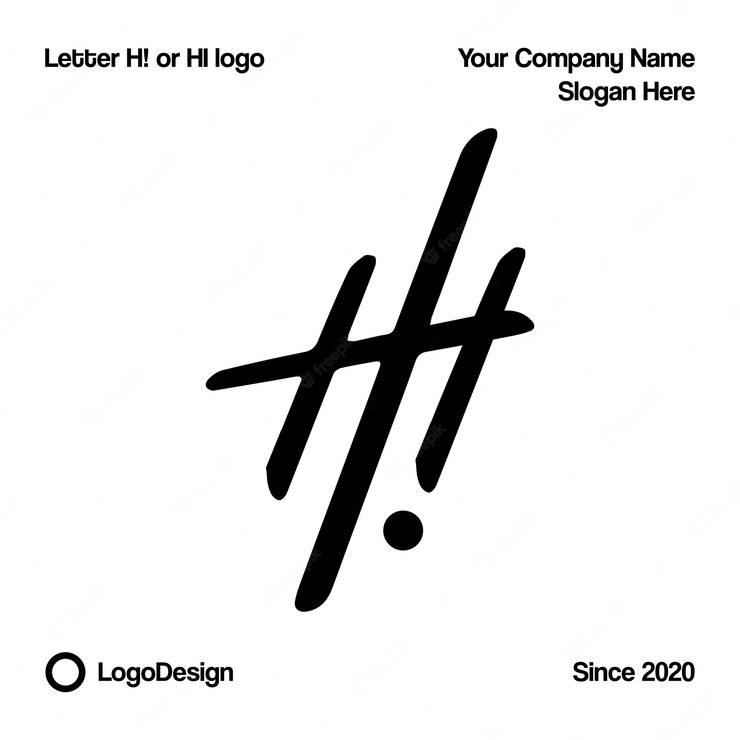 Letter H! or HI logo
Your Company Name
Slogan Here
H!
LogoDesign
Since 2020